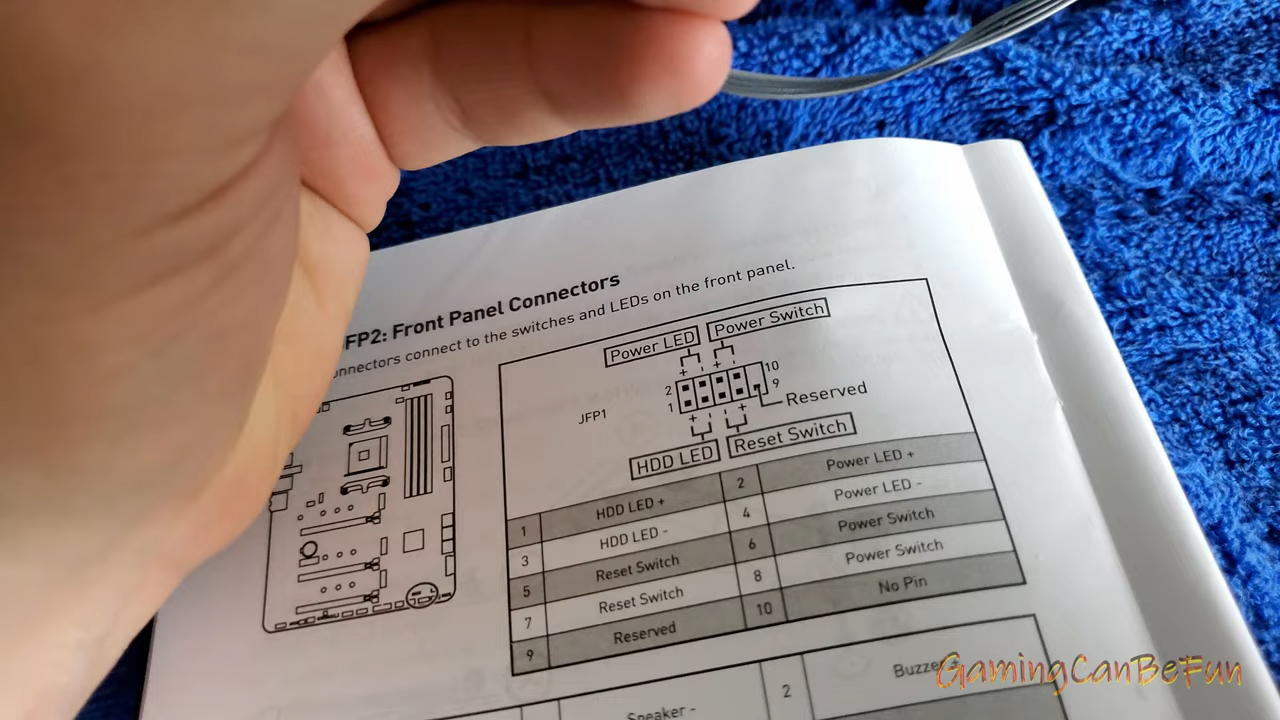 FP2: Front Panel Connectors
connectors connect to the switches and LEDs on the front panel.
Power LED Power Switch
+ - + -
2 10
1 9
JFP1
Reserved
+ - - +
HDD LED Reset Switch
1 HDD LED + 2 Power LED +
3 HDD LED - 4 Power LED -
5 Reset Switch 6 Power Switch
7 Reset Switch 8 Power Switch
9 Reserved 10 No Pin
Speaker - 2 Buzzer +
GamingCanBeFun